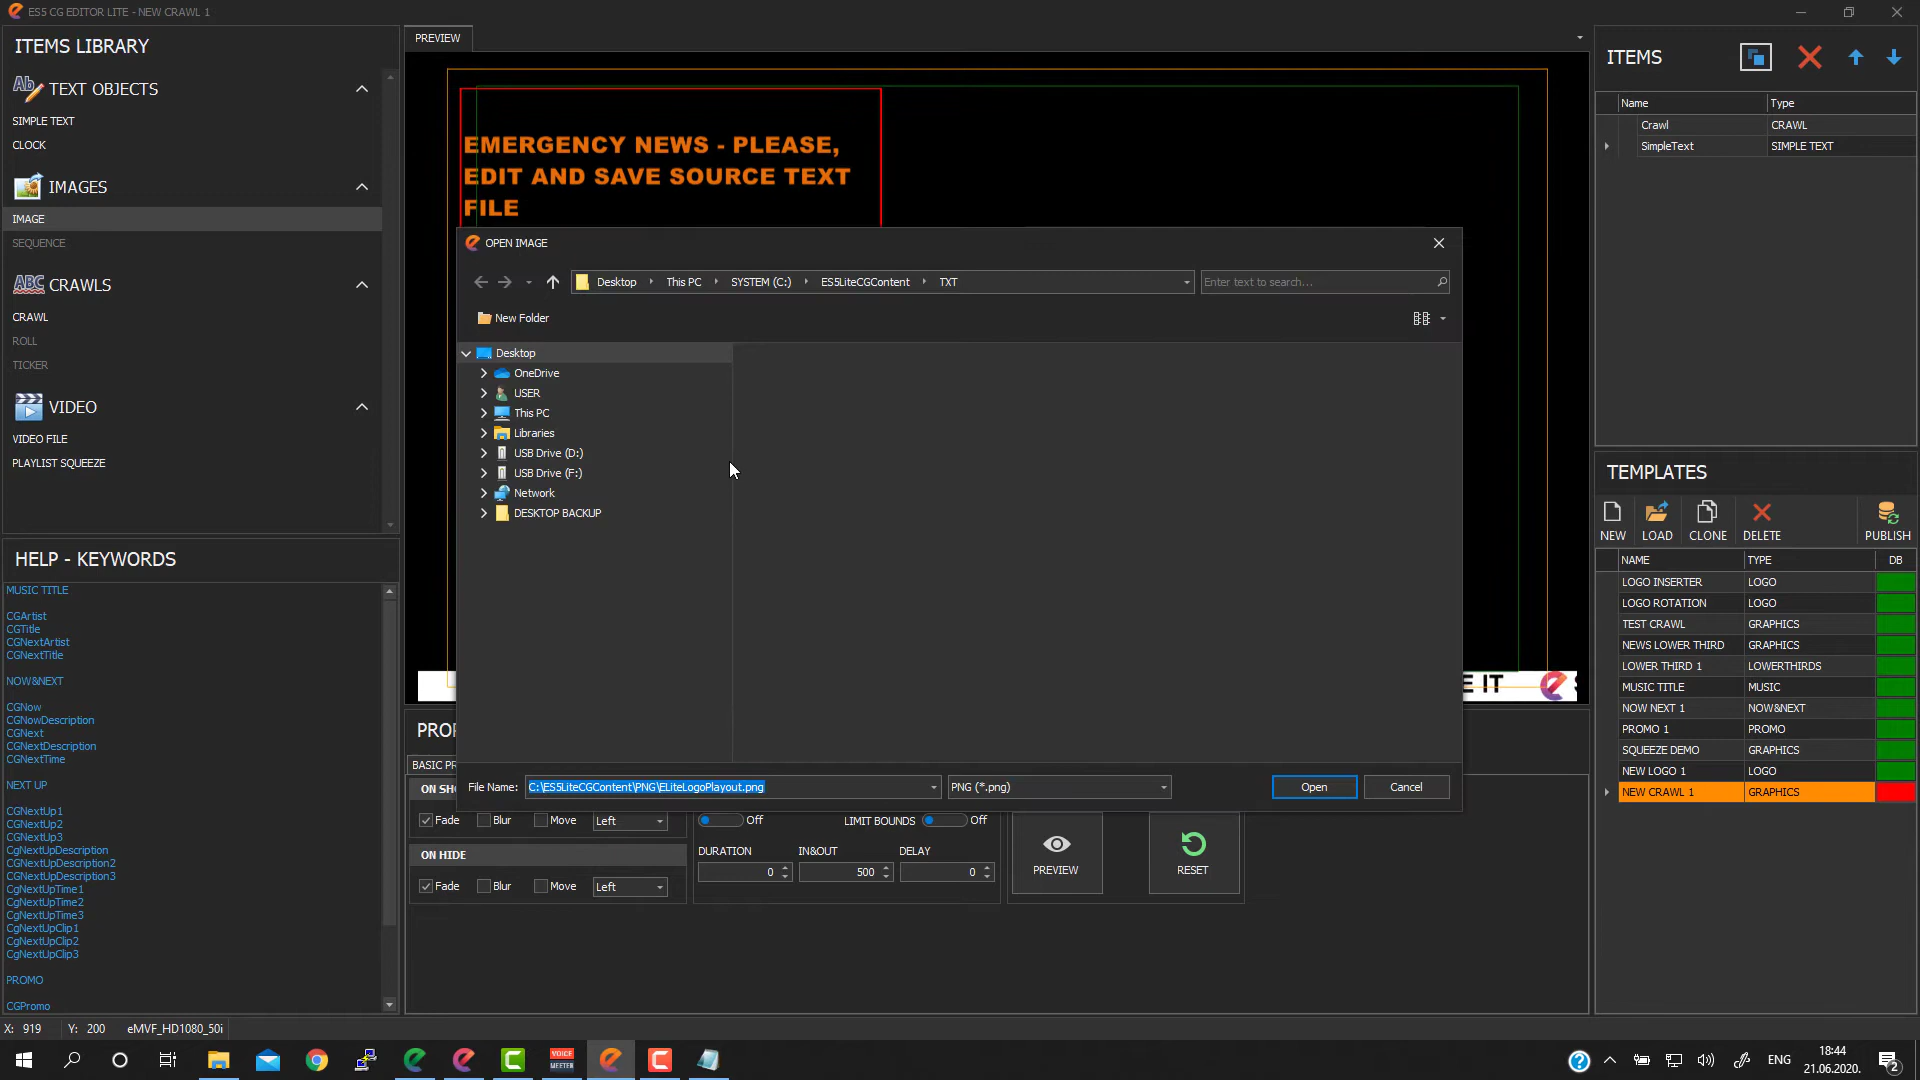 ES5 CG EDITOR LITE - NEW CRAWL 1
ITEMS LIBRARY
TEXT OBJECTS
SIMPLE TEXT
CLOCK
IMAGES
IMAGE
SEQUENCE
ABC CRAWLS
CRAWL
ROLL
TICKER
VIDEO
VIDEO FILE
PLAYLIST SQUEEZE
HELP - KEYWORDS
MUSIC TITLE
CGArtist
CGTitle
CGNextArtist
CGNextTitle
NOW&NEXT
CGNow
CGNowDescription
CGNext
CGNextDescription
CGNextTime
NEXT UP
CGNextUp1
CgNextUp2
CgNextUp3
CgNextUpDescription
CgNextUpDescription2
CgNextUpDescription3
CgNextUpTime1
CgNextUpTime2
CgNextUpTime3
CgNextUpClip1
CgNextUpClip2
CgNextUpClip3
PROMO
CGPromo
PREVIEW
EMERGENCY NEWS - PLEASE,
EDIT AND SAVE SOURCE TEXT
FILE
OPEN IMAGE
Desktop
This PC
SYSTEM (C:)
ES5LiteCGContent
TXT
Enter text to search...
New Folder
Desktop
OneDrive
USER
This PC
Libraries
USB Drive (D:)
USB Drive (F:)
Network
DESKTOP BACKUP
File Name: C:\ES5LiteCGContent\PNG\ELiteLogoPlayout.png PNG (*.png) Open Cancel
E IT
PROP
BASIC PR
ON SH
Fade Blur Move Left
ON HIDE
Fade Blur Move Left
Off LIMIT BOUNDS Off
DURATION IN&OUT DELAY
0 500 0
PREVIEW
RESET
ITEMS
Name Type
Crawl CRAWL
SimpleText SIMPLE TEXT
TEMPLATES
NEW LOAD CLONE DELETE PUBLISH
NAME TYPE DB
LOGO INSERTER LOGO
LOGO ROTATION LOGO
TEST CRAWL GRAPHICS
NEWS LOWER THIRD GRAPHICS
LOWER THIRD 1 LOWERTHIRDS
MUSIC TITLE MUSIC
NOW NEXT 1 NOW&NEXT
PROMO 1 PROMO
SQUEEZE DEMO GRAPHICS
NEW LOGO 1 LOGO
NEW CRAWL 1 GRAPHICS
X: 919 Y: 200 eMVF_HD1080_50i
VOICE
MEETER
ENG
18:44
21.06.2020.
2